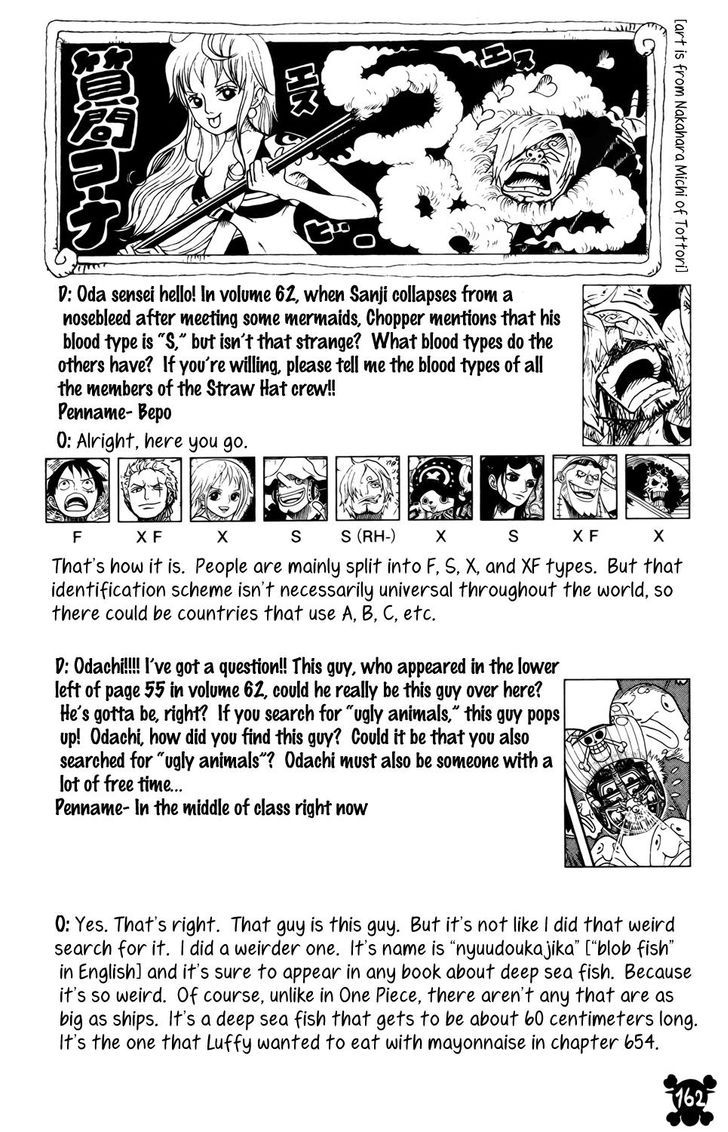 [art is from Nakahara Michi of Tottori]
質問コーナー
エス
エス
ビビー
D: Oda sensei hello! In volume 62, when Sanji collapses from a
nosebleed after meeting some mermaids, Chopper mentions that his
blood type is "S," but isn't that strange? What blood types do the
others have? If you're willing, please tell me the blood types of all
the members of the Straw Hat crew!!
Penname- Bepo
O: Alright, here you go.
F XF X S S (RH-) X S XF X
That's how it is. People are mainly split into F, S, X, and XF types. But that
identification scheme isn't necessarily universal throughout the world, so
there could be countries that use A, B, C, etc.
D: Odachi!!!! I've got a question!! This guy, who appeared in the lower
left of page 55 in volume 62, could he really be this guy over here?
He's gotta be, right? If you search for "ugly animals," this guy pops
up! Odachi, how did you find this guy? Could it be that you also
searched for "ugly animals"? Odachi must also be someone with a
lot of free time...
Penname- In the middle of class right now
O: Yes. That's right. That guy is this guy. But it's not like I did that weird
search for it. I did a weirder one. It's name is "nyuudoukajika" ["blob fish"
in English] and it's sure to appear in any book about deep sea fish. Because
it's so weird. Of course, unlike in One Piece, there aren't any that are as
big as ships. It's a deep sea fish that gets to be about 60 centimeters long.
It's the one that Luffy wanted to eat with mayonnaise in chapter 654.
162